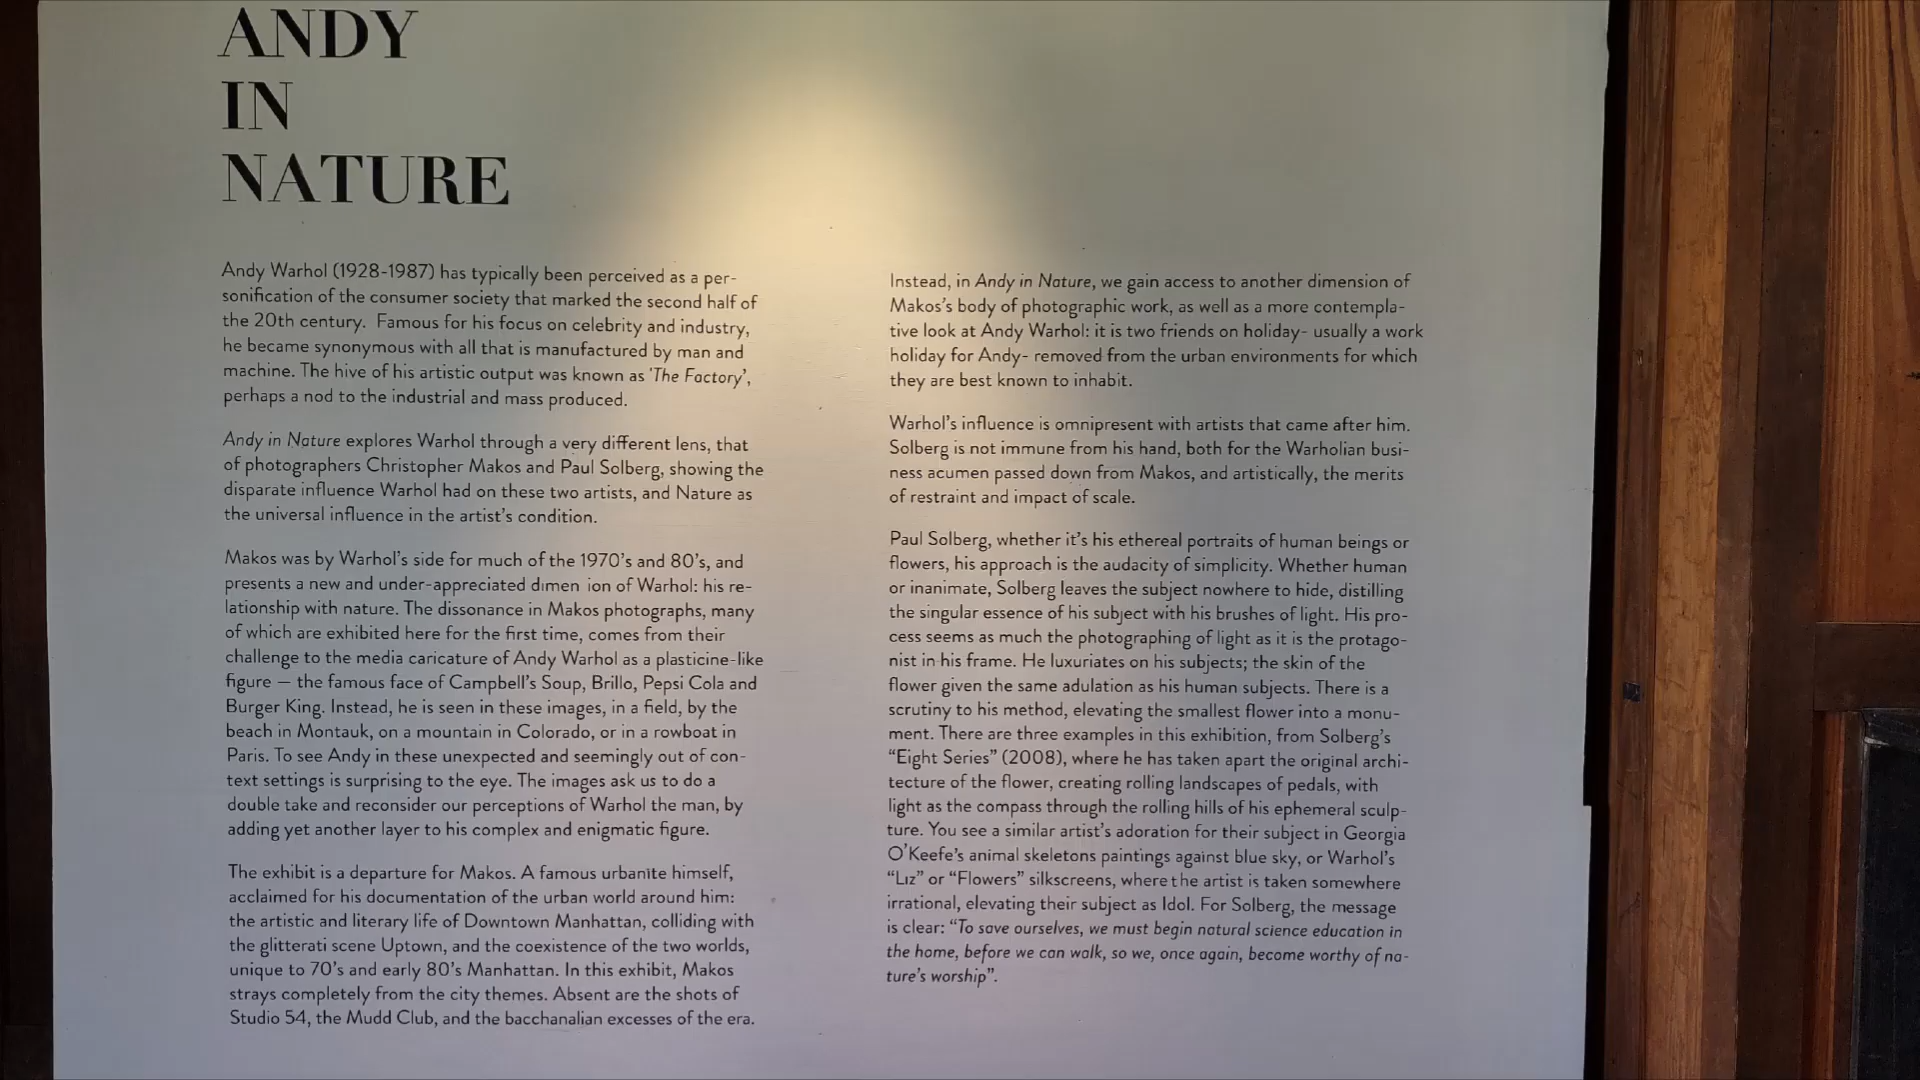 ANDY
IN
NATURE
Andy Warhol (1928-1987) has typically been perceived as a per-
sonification of the consumer society that marked the second half of
the 20th century.  Famous for his focus on celebrity and industry,
he became synonymous with all that is manufactured by man and
machine. The hive of his artistic output was known as 'The Factory',
perhaps a nod to the industrial and mass produced.
Andy in Nature explores Warhol through a very different lens, that
of photographers Christopher Makos and Paul Solberg, showing the
disparate influence Warhol had on these two artists, and Nature as
the universal influence in the artist's condition.
Makos was by Warhol's side for much of the 1970's and 80's, and
presents a new and under-appreciated dimen ion of Warhol: his re-
lationship with nature. The dissonance in Makos photographs, many
of which are exhibited here for the first time, comes from their
challenge to the media caricature of Andy Warhol as a plasticine-like
figure — the famous face of Campbell's Soup, Brillo, Pepsi Cola and
Burger King. Instead, he is seen in these images, in a field, by the
beach in Montauk, on a mountain in Colorado, or in a rowboat in
Paris. To see Andy in these unexpected and seemingly out of con-
text settings is surprising to the eye. The images ask us to do a
double take and reconsider our perceptions of Warhol the man, by
adding yet another layer to his complex and enigmatic figure.
The exhibit is a departure for Makos. A famous urbanite himself,
acclaimed for his documentation of the urban world around him:
the artistic and literary life of Downtown Manhattan, colliding with
the glitterati scene Uptown, and the coexistence of the two worlds,
unique to 70's and early 80's Manhattan. In this exhibit, Makos
strays completely from the city themes. Absent are the shots of
Studio 54, the Mudd Club, and the bacchanalian excesses of the era.
Instead, in Andy in Nature, we gain access to another dimension of
Makos's body of photographic work, as well as a more contempla-
tive look at Andy Warhol: it is two friends on holiday- usually a work
holiday for Andy- removed from the urban environments for which
they are best known to inhabit.
Warhol's influence is omnipresent with artists that came after him.
Solberg is not immune from his hand, both for the Warholian busi-
ness acumen passed down from Makos, and artistically, the merits
of restraint and impact of scale.
Paul Solberg, whether it's his ethereal portraits of human beings or
flowers, his approach is the audacity of simplicity. Whether human
or inanimate, Solberg leaves the subject nowhere to hide, distilling
the singular essence of his subject with his brushes of light. His pro-
cess seems as much the photographing of light as it is the protago-
nist in his frame. He luxuriates on his subjects; the skin of the
flower given the same adulation as his human subjects. There is a
scrutiny to his method, elevating the smallest flower into a monu-
ment. There are three examples in this exhibition, from Solberg's
"Eight Series" (2008), where he has taken apart the original archi-
tecture of the flower, creating rolling landscapes of pedals, with
light as the compass through the rolling hills of his ephemeral sculp-
ture. You see a similar artist's adoration for their subject in Georgia
O'Keefe's animal skeletons paintings against blue sky, or Warhol's
"Liz" or "Flowers" silkscreens, where the artist is taken somewhere
irrational, elevating their subject as Idol. For Solberg, the message
is clear: "To save ourselves, we must begin natural science education in
the home, before we can walk, so we, once again, become worthy of na-
ture's worship".